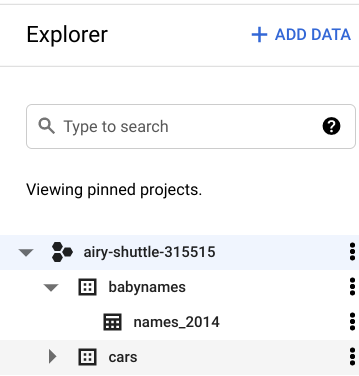 Explorer
+ ADD DATA
Type to search
?
Viewing pinned projects.
airy-shuttle-315515
babynames
names_2014
cars